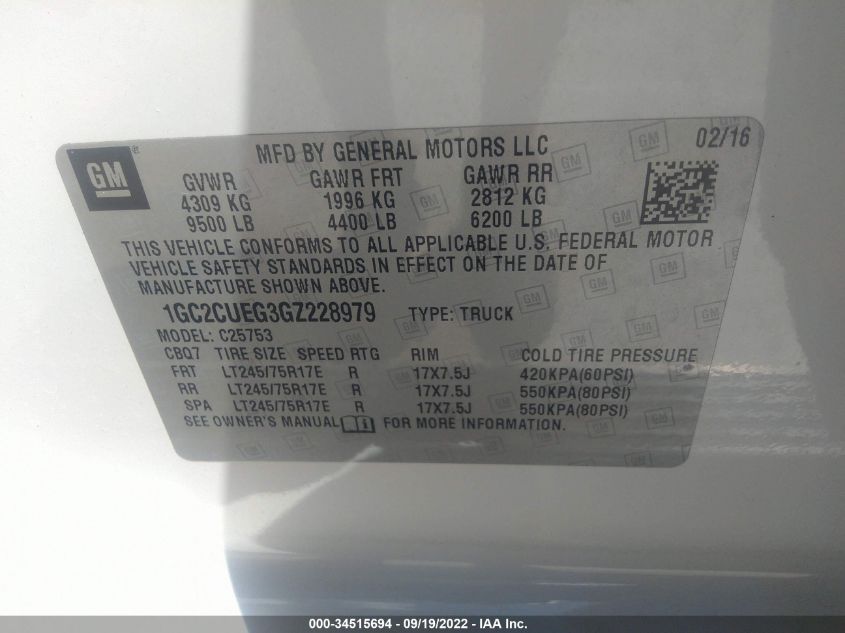 GM
MFD BY GENERAL MOTORS LLC
02/16
GVWR GAWR FRT GAWR RR
4309 KG 1996 KG 2812 KG
9500 LB 4400 LB 6200 LB
THIS VEHICLE CONFORMS TO ALL APPLICABLE U.S. FEDERAL MOTOR
VEHICLE SAFETY STANDARDS IN EFFECT ON THE DATE OF
MANUFACTURE SHOWN ABOVE.
1GC2CUEG3GZ228979 TYPE: TRUCK
MODEL: C25753
CBQ7 TIRE SIZE SPEED RTG RIM COLD TIRE PRESSURE
FRT LT245/75R17E R 17X7.5J 420KPA(60PSI)
RR LT245/75R17E R 17X7.5J 550KPA(80PSI)
SPA LT245/75R17E R 17X7.5J 550KPA(80PSI)
SEE OWNER'S MANUAL FOR MORE INFORMATION.
000-34515694 - 09/19/2022 - IAA Inc.